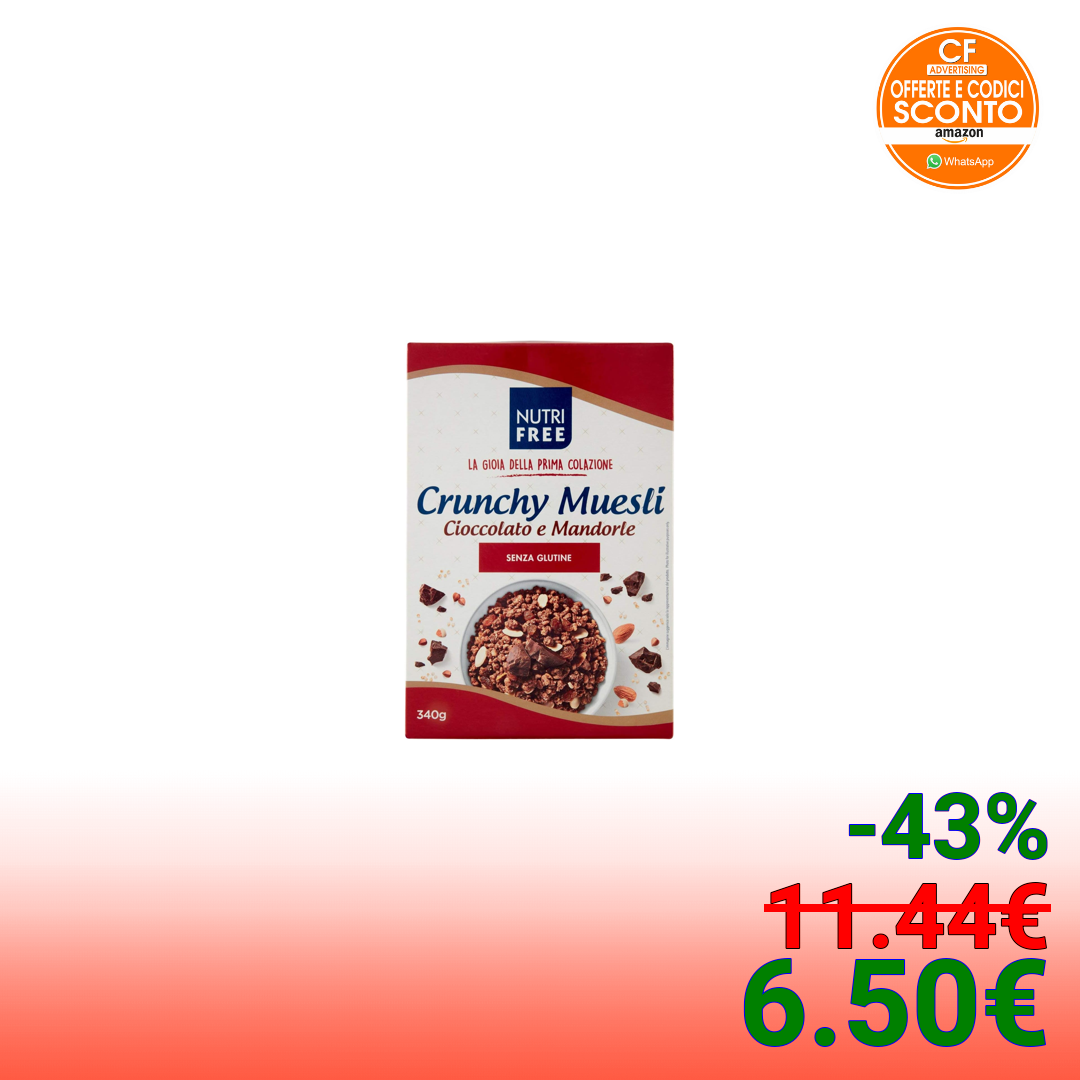 CF
ADVERTISING
OFFERTE E CODICI
SCONTO
amazon
WhatsApp
NUTRI
FREE
LA GIOIA DELLA PRIMA COLAZIONE
Crunchy Muesli
Cioccolato e Mandorle
SENZA GLUTINE
340g
-43%
11.44€
6.50€